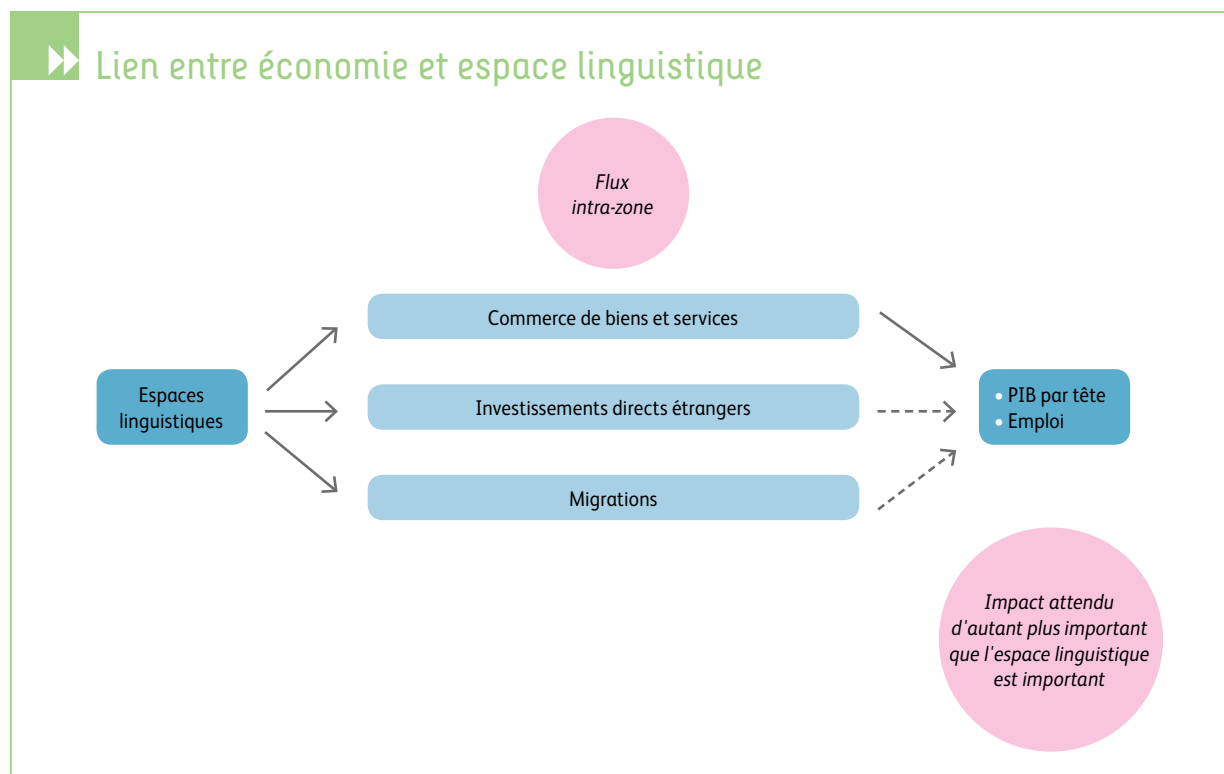 Lien entre économie et espace linguistique
Flux
intra-zone
Commerce de biens et services
Espaces
linguistiques
Investissements directs étrangers
• PIB par tête
• Emploi
Migrations
Impact attendu
d'autant plus important
que l'espace linguistique
est important